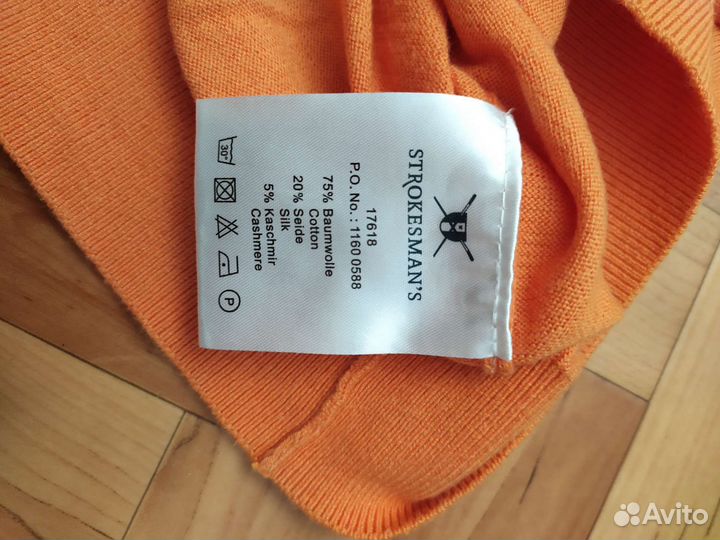 STROKESMAN'S
17618
P.O. No.: 1160 0588
75% Baumwolle
Cotton
20% Seide
Silk
5% Kaschmir
Cashmere
30°
P
Avito